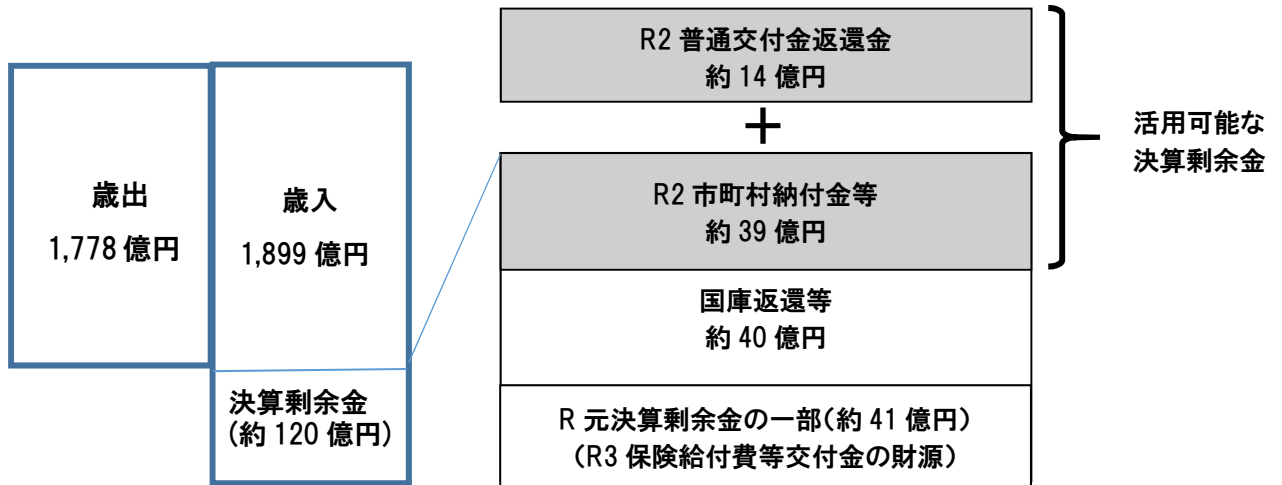 歳出
1,778 億円
歳入
1,899 億円
決算剰余金
(約 120 億円)
R2 普通交付金返還金
約 14 億円
+
R2 市町村納付金等
約 39 億円
国庫返還等
約 40 億円
R 元決算剰余金の一部(約 41 億円)
(R3 保険給付費等交付金の財源)
活用可能な
決算剰余金